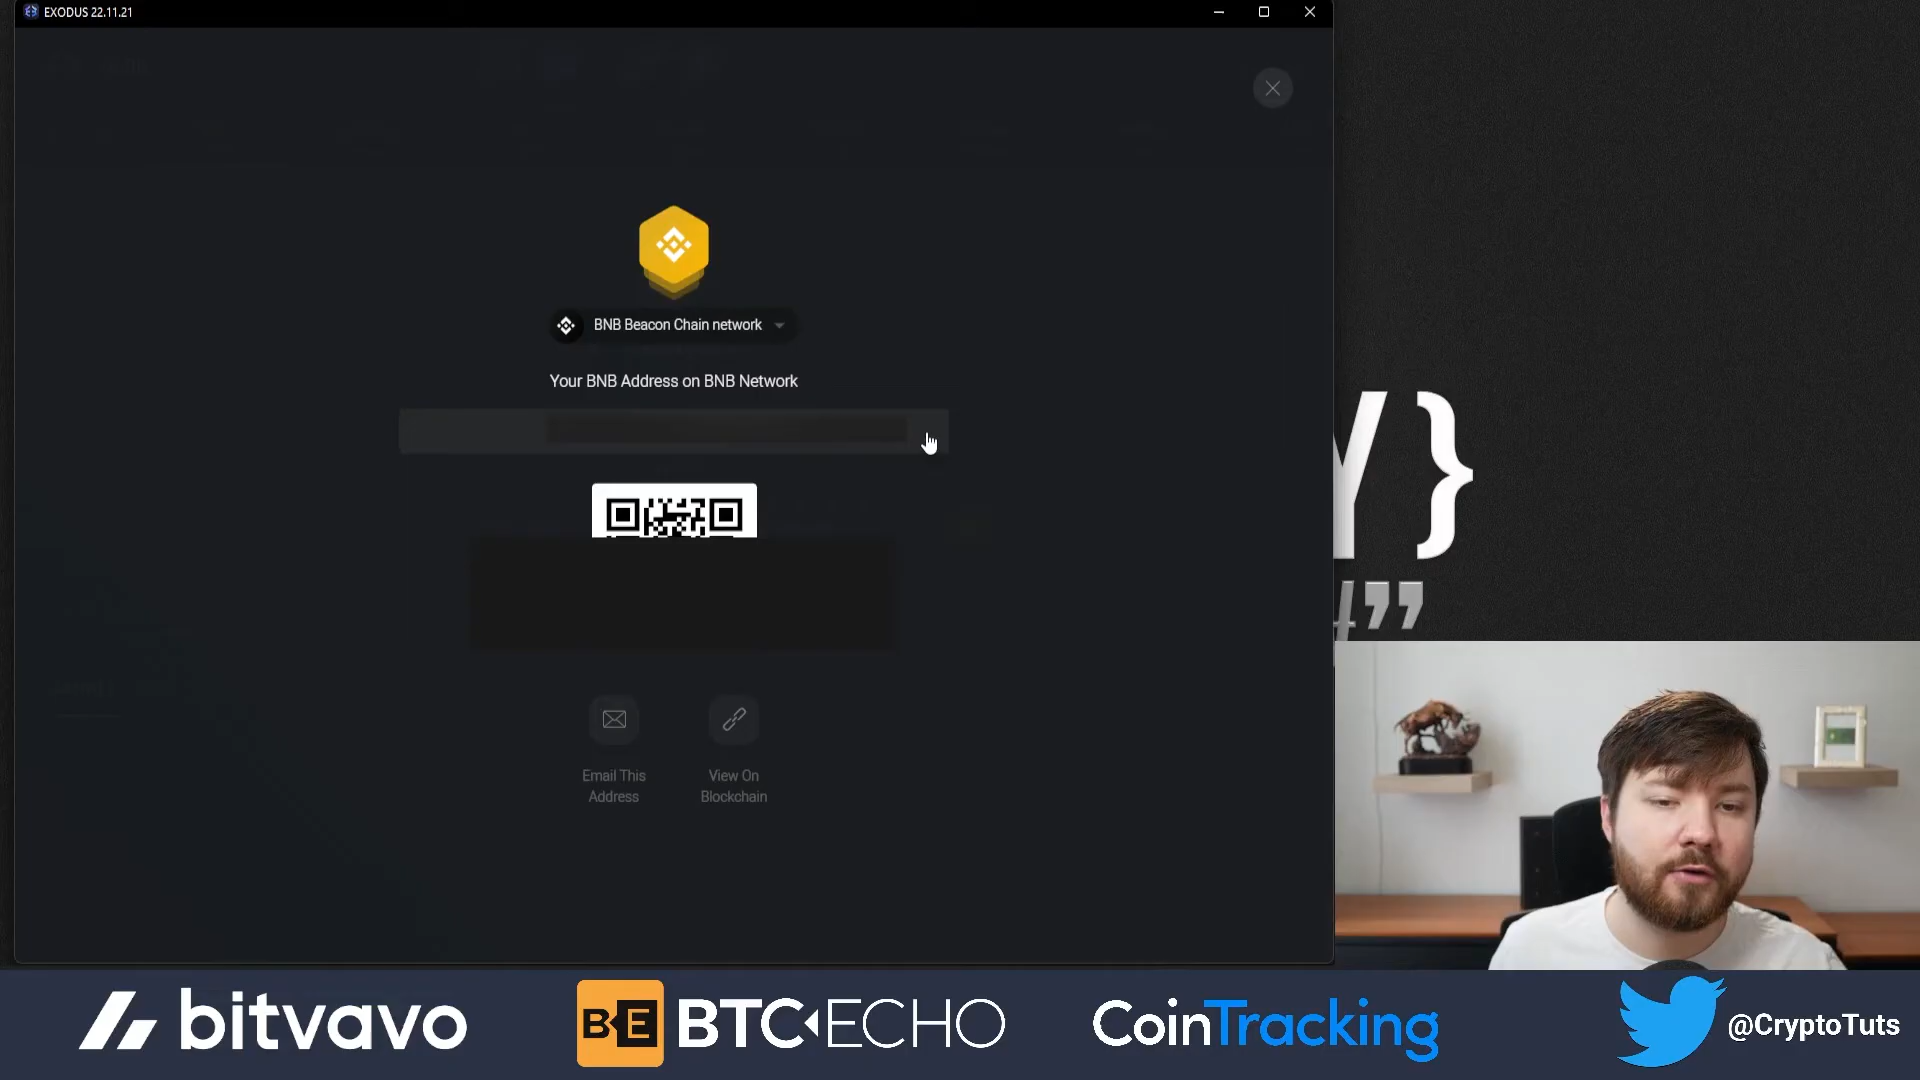 EXODUS 22.11.21
BNB Beacon Chain network
Your BNB Address on BNB Network
Y}
”
Email This
Address
View On
Blockchain
bitvavo
BE BTC ECHO
CoinTracking
@CryptoTuts